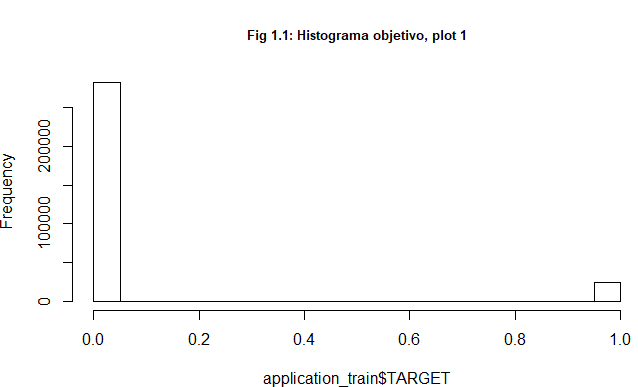 Fig 1.1: Histograma objetivo, plot 1
Frequency
200000
100000
0
0.0 0.2 0.4 0.6 0.8 1.0
application_train$TARGET